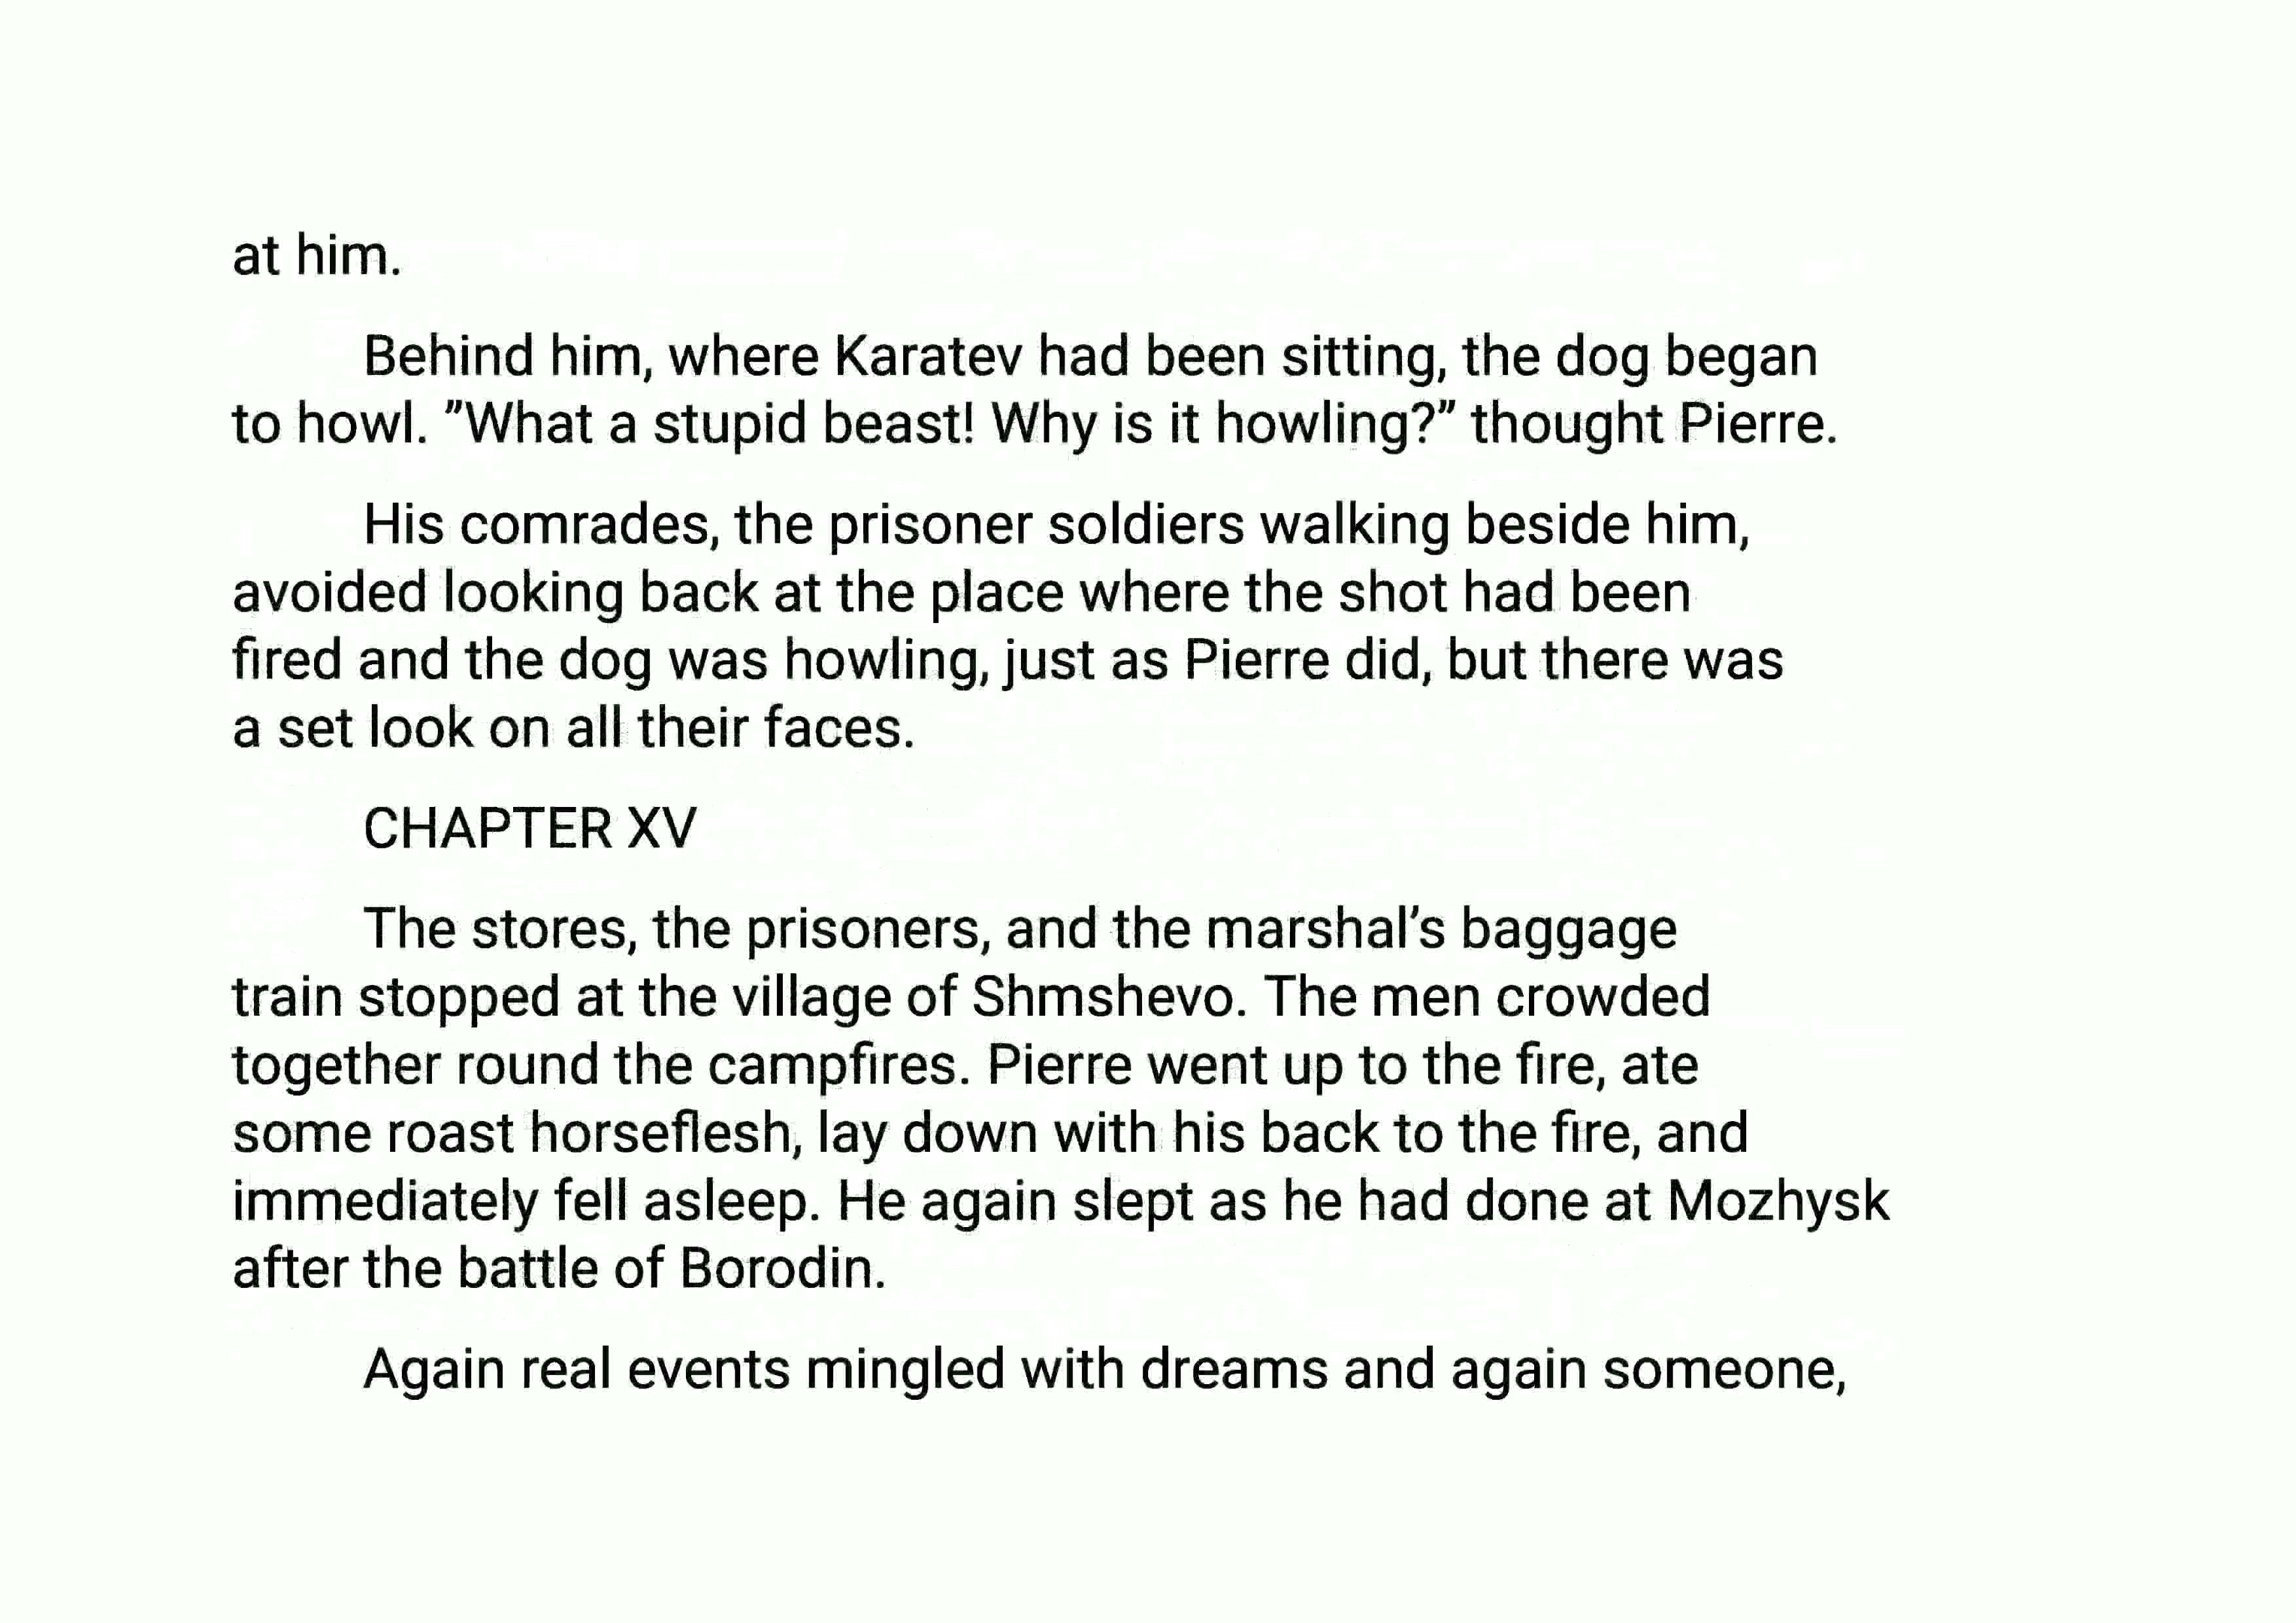 at him.
Behind him, where Karatev had been sitting, the dog began
to howl. ”What a stupid beast! Why is it howling?” thought Pierre.
His comrades, the prisoner soldiers walking beside him,
avoided looking back at the place where the shot had been
fired and the dog was howling, just as Pierre did, but there was
a set look on all their faces.
CHAPTER XV
The stores, the prisoners, and the marshal’s baggage
train stopped at the village of Shmshevo. The men crowded
together round the campfires. Pierre went up to the fire, ate
some roast horseflesh, lay down with his back to the fire, and
immediately fell asleep. He again slept as he had done at Mozhysk
after the battle of Borodin.
Again real events mingled with dreams and again someone,